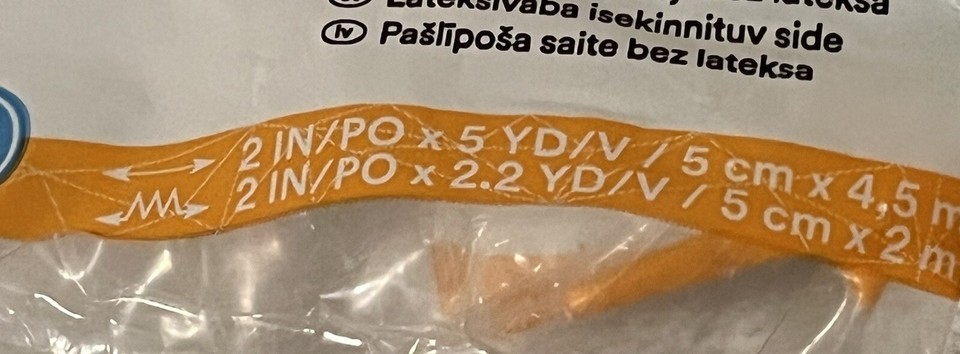 Lateksivaba isekinnituv side
lv Pašlīpoša saite bez lateksa
2 IN/PO x 5 YD/V / 5 cm x 4,5 m
2 IN/PO x 2.2 YD/V / 5 cm x 2 m